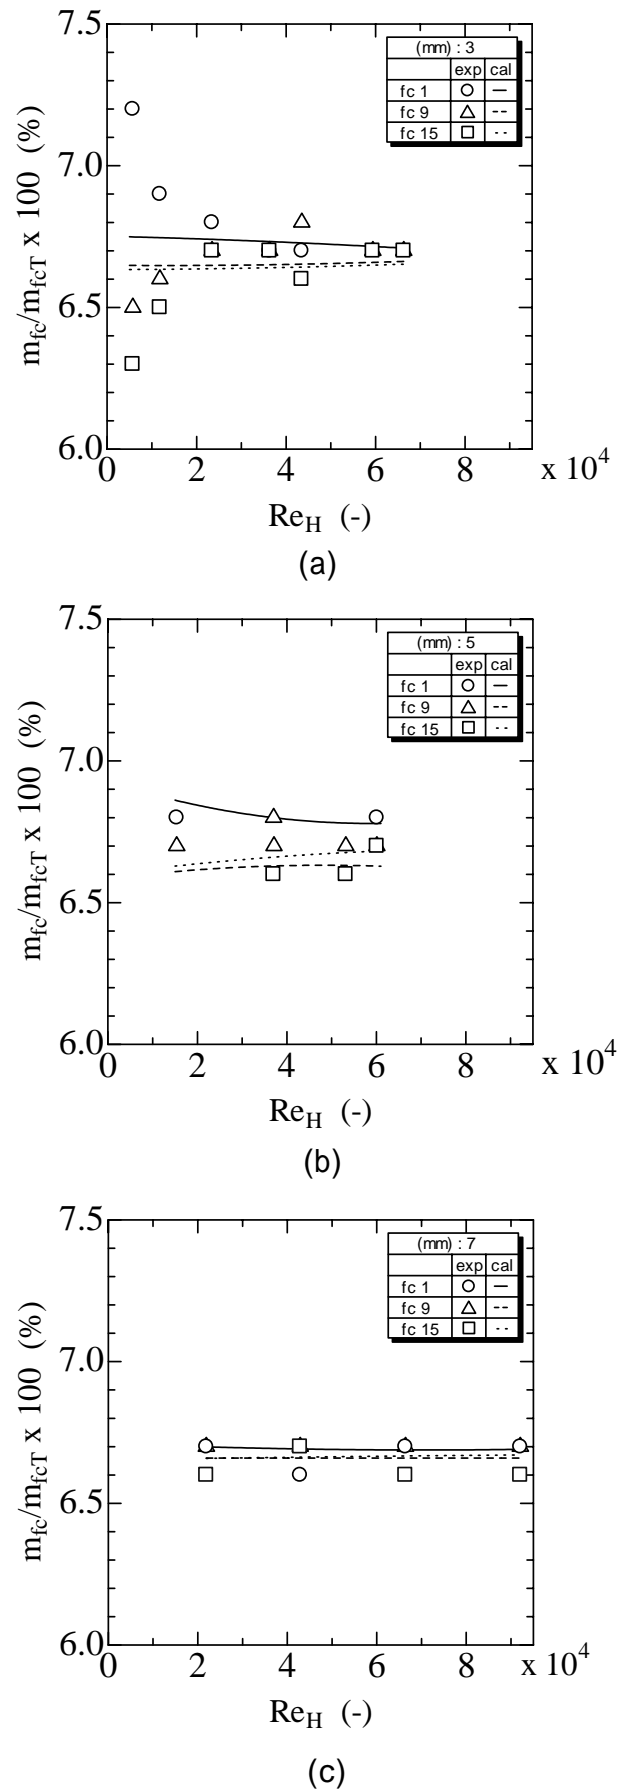 7.5
(mm) : 3
exp cal
fc 1
fc 9
fc 15
7.0
6.5
6.0
m_fc/m_fcT x 100 (%)
0 2 4 6 8 x 10^4
Re_H (-)
(a)
7.5
(mm) : 5
exp cal
fc 1
fc 9
fc 15
7.0
6.5
6.0
m_fc/m_fcT x 100 (%)
0 2 4 6 8 x 10^4
Re_H (-)
(b)
7.5
(mm) : 7
exp cal
fc 1
fc 9
fc 15
7.0
6.5
6.0
m_fc/m_fcT x 100 (%)
0 2 4 6 8 x 10^4
Re_H (-)
(c)